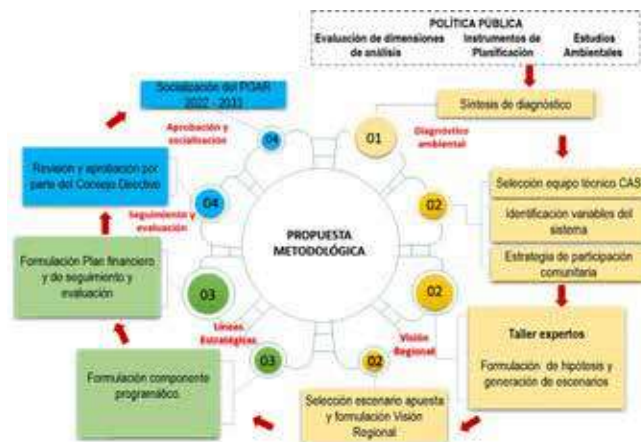 POLÍTICA PÚBLICA
Evaluación de dimensiones
de análisis
Instrumentos de
Planificación
Estudios
Ambientales
Síntesis de diagnóstico
01
Diagnóstico
ambiental
Selección equipo técnico CAS
Identificación variables del
sistema
Estrategia de participación
comunitaria
02
02
Visión
Regional
Taller expertos
Formulación de hipótesis y
generación de escenarios
02
Selección escenario apuesta
y formulación Visión
Regional
PROPUESTA
METODOLÓGICA
03
Líneas
Estratégicas
Formulación componente
programático.
03
Formulación Plan financiero
y de seguimiento y
evaluación
04
Seguimiento y
evaluación
Revisión y aprobación por
parte del Consejo Directivo
04
Aprobación y
socialización
Socialización del PGAR
2022 -